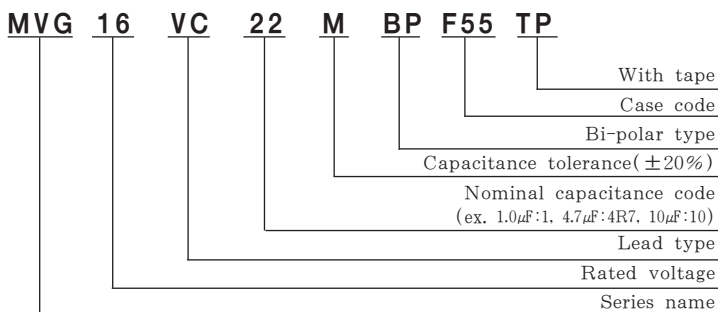 MVG 16 VC 22 M BP F55 TP
With tape
Case code
Bi-polar type
Capacitance tolerance(±20%)
Nominal capacitance code
(ex. 1.0μF:1, 4.7μF:4R7, 10μF:10)
Lead type
Rated voltage
Series name